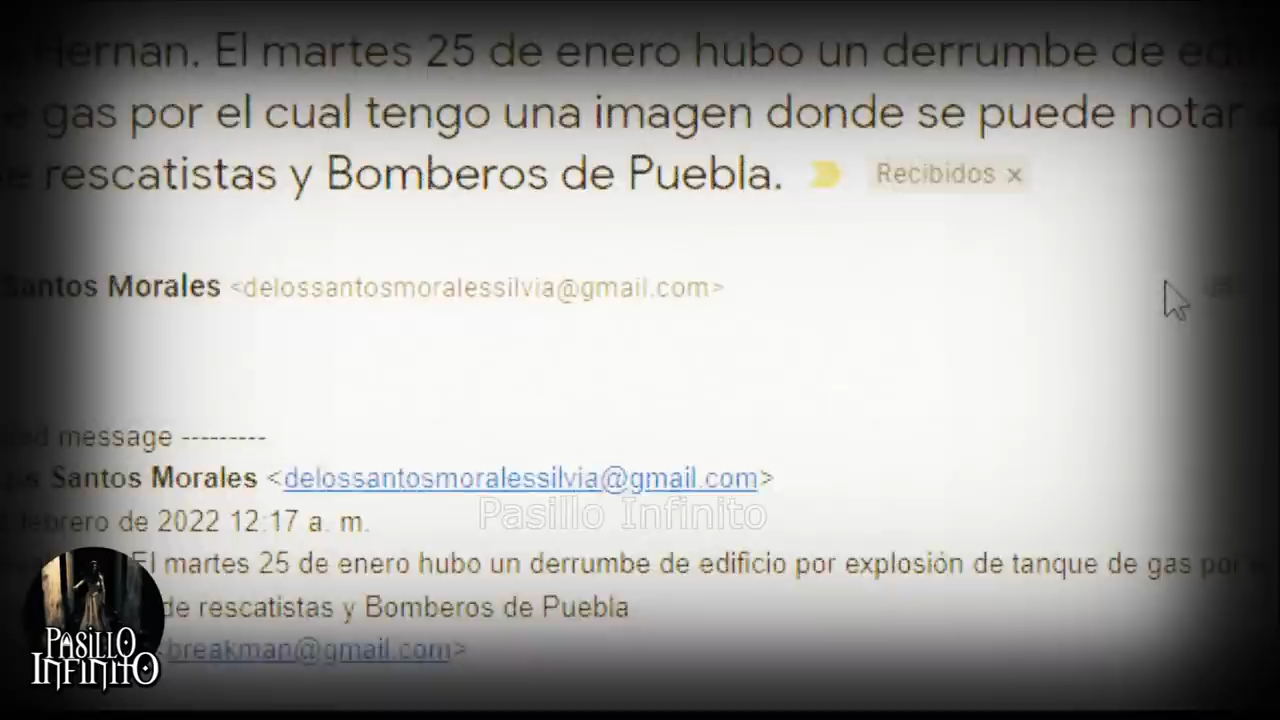 Hernan. El martes 25 de enero hubo un derrumbe de
gas por el cual tengo una imagen donde se puede notar
rescatistas y Bomberos de Puebla. Recibidos ×
Santos Morales <delossantosmoralessilvia@gmail.com>
message ---------
Santos Morales <delossantosmoralessilvia@gmail.com>
febrero de 2022 12:17 a. m.
Pasillo Infinito
El martes 25 de enero hubo un derrumbe de edificio por explosión de tanque de gas por
de rescatistas y Bomberos de Puebla
<breakman@gmail.com>
PASILLO
INFINITO